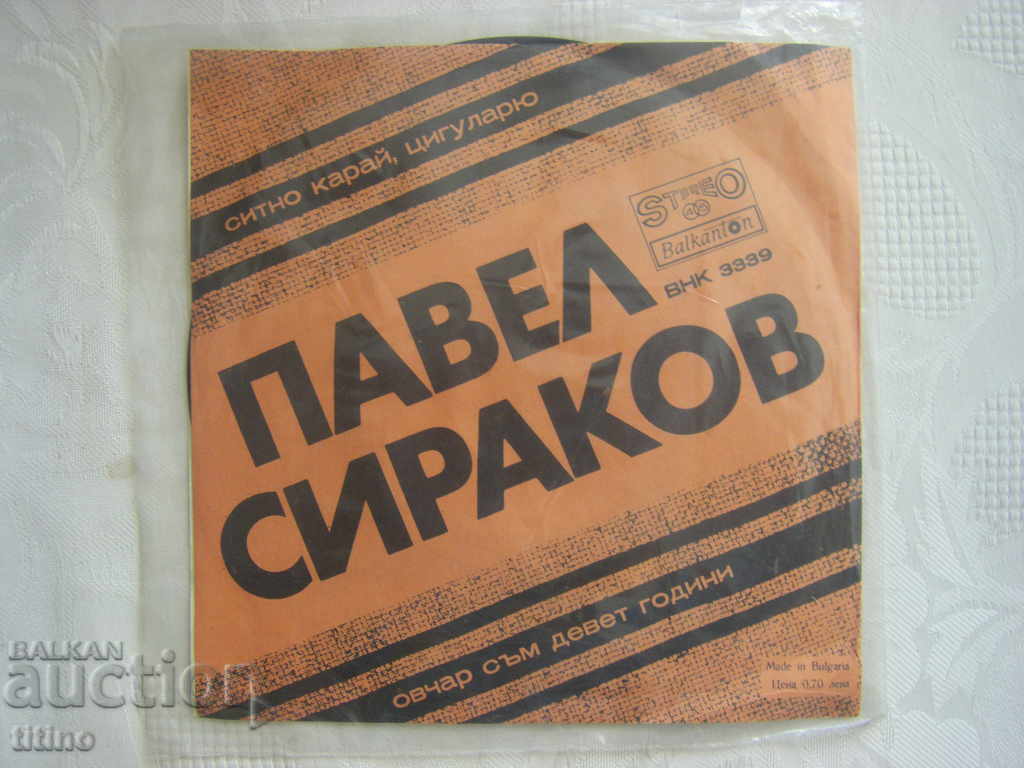 ситно карай, цигуларю
STEREO
45
Balkanton
ВНК 3339
ПАВЕЛ
СИРАКОВ
овчар съм девет години
Made in Bulgaria
Цена 0,70 лева
BALKAN
auction
titino